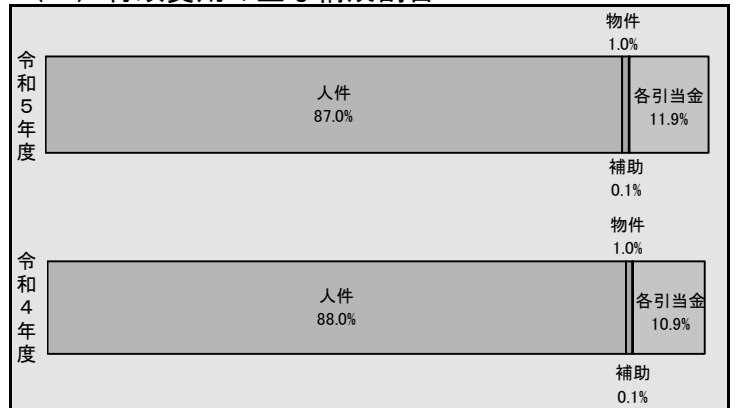 物件
1.0%
令和5年度
人件
87.0%
各引当金
11.9%
補助
0.1%
物件
1.0%
令和4年度
人件
88.0%
各引当金
10.9%
補助
0.1%